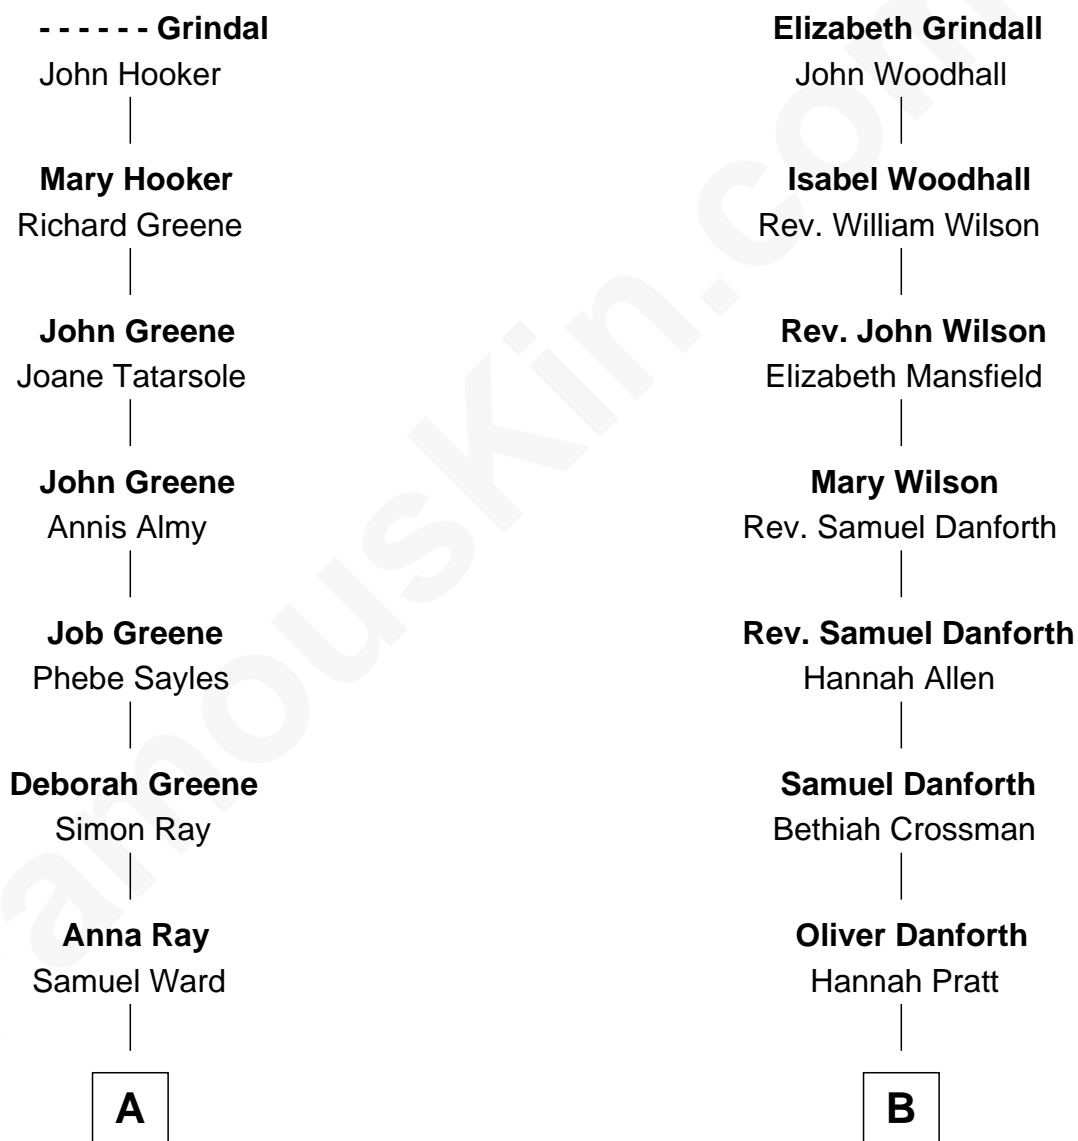 - - - - - - Grindal
John Hooker
Mary Hooker
Richard Greene
John Greene
Joane Tatarsole
John Greene
Annis Almy
Job Greene
Phebe Sayles
Deborah Greene
Simon Ray
Anna Ray
Samuel Ward
A
Elizabeth Grindall
John Woodhall
Isabel Woodhall
Rev. William Wilson
Rev. John Wilson
Elizabeth Mansfield
Mary Wilson
Rev. Samuel Danforth
Rev. Samuel Danforth
Hannah Allen
Samuel Danforth
Bethiah Crossman
Oliver Danforth
Hannah Pratt
B
amouskin.com